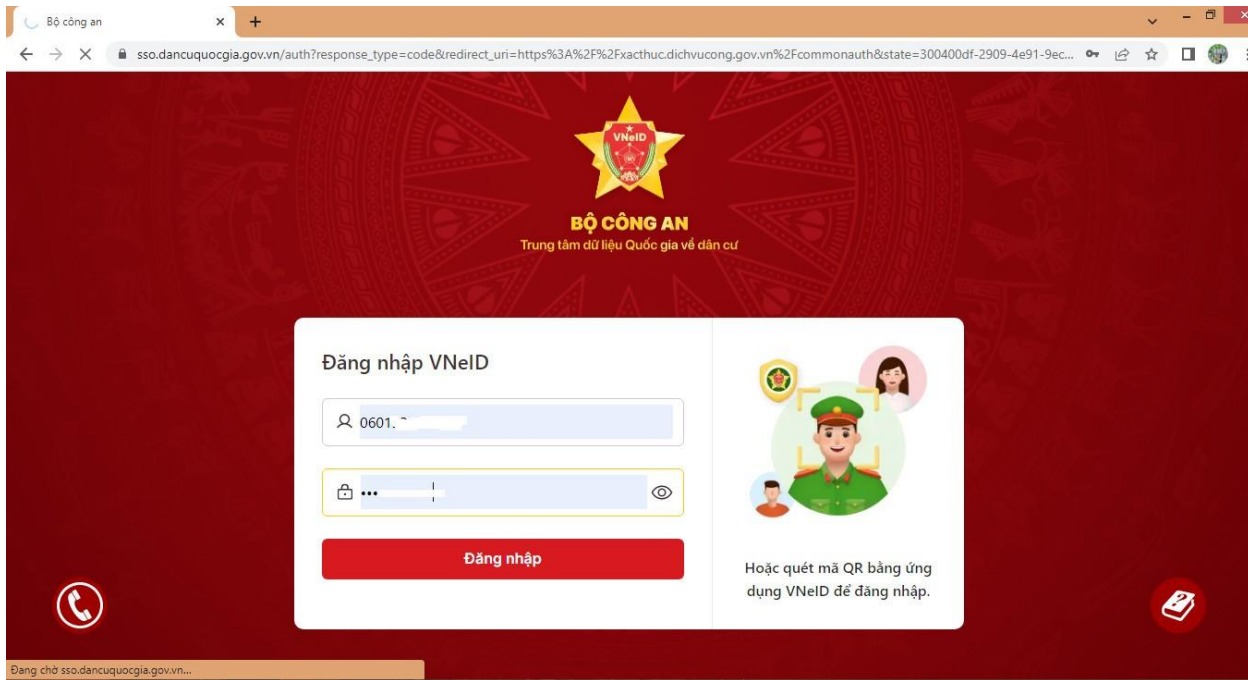 Bộ công an
sso.dancuquocgia.gov.vn/auth?response_type=code&redirect_uri=https%3A%2F%2Fxacthuc.dichvucong.gov.vn%2Fcommonauth&state=300400df-2909-4e91-9ec...
VNeID
BỘ CÔNG AN
Trung tâm dữ liệu Quốc gia về dân cư
Đăng nhập VNeID
0601.
•••
Đăng nhập
Hoặc quét mã QR bằng ứng
dụng VNeID để đăng nhập.
Đang chờ sso.dancuquocgia.gov.vn...